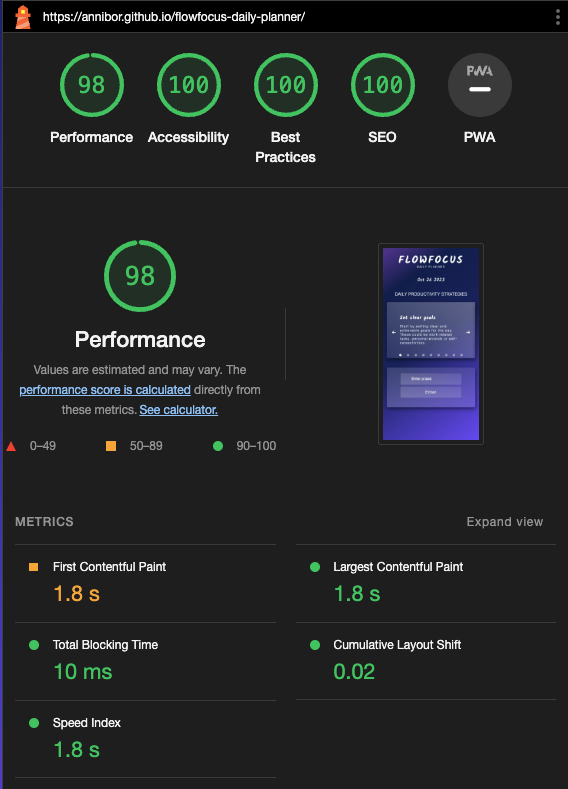 https://annibor.github.io/flowfocus-daily-planner/
98 100 100 100 PWA
Performance Accessibility Best Practices SEO PWA
98
FLOWFOCUS
DAILY PLANNER
Oct 26 2023
DAILY PRODUCTIVITY STRATEGIES
Performance
Set clear goals
Values are estimated and may vary. The
performance score is calculated directly from
these metrics. See calculator.
0–49 50–89 90–100
METRICS Expand view
First Contentful Paint
1.8 s
Largest Contentful Paint
1.8 s
Total Blocking Time
10 ms
Cumulative Layout Shift
0.02
Speed Index
1.8 s